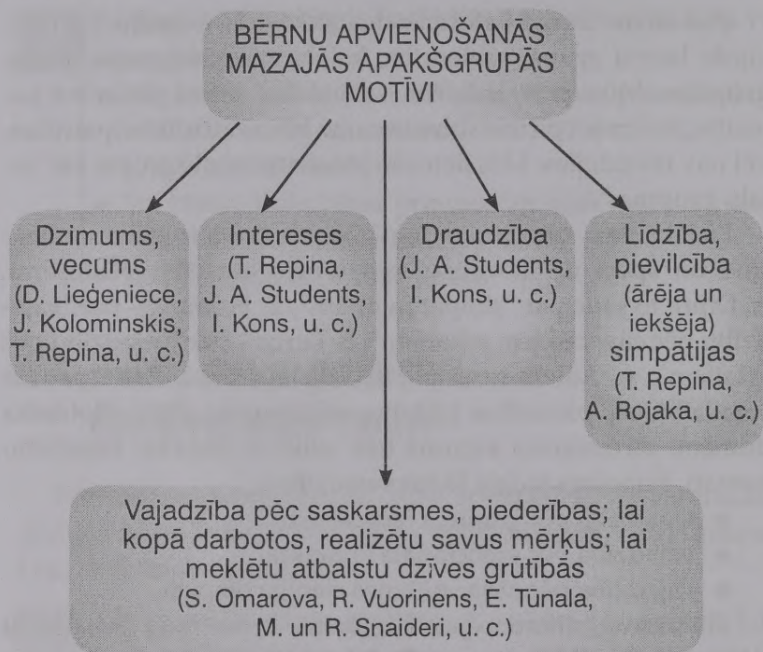 BĒRNU APVIENOŠANĀS
MAZAJĀS APAKŠGRUPĀS
MOTĪVI
Dzimums,
vecums
(D. Lieģeniece,
J. Kolominskis,
T. Repina, u. c.)
Intereses
(T. Repina,
J. A. Students,
I. Kons, u. c.)
Draudzība
(J. A. Students,
I. Kons, u. c.)
Līdzība,
pievilcība
(ārēja un
iekšēja)
simpātijas
(T. Repina,
A. Rojaka, u. c.)
Vajadzība pēc saskarsmes, piederības; lai
kopā darbotos, realizētu savus mērķus; lai
meklētu atbalstu dzīves grūtībās
(S. Omarova, R. Vuorinens, E. Tūnala,
M. un R. Snaideri, u. c.)